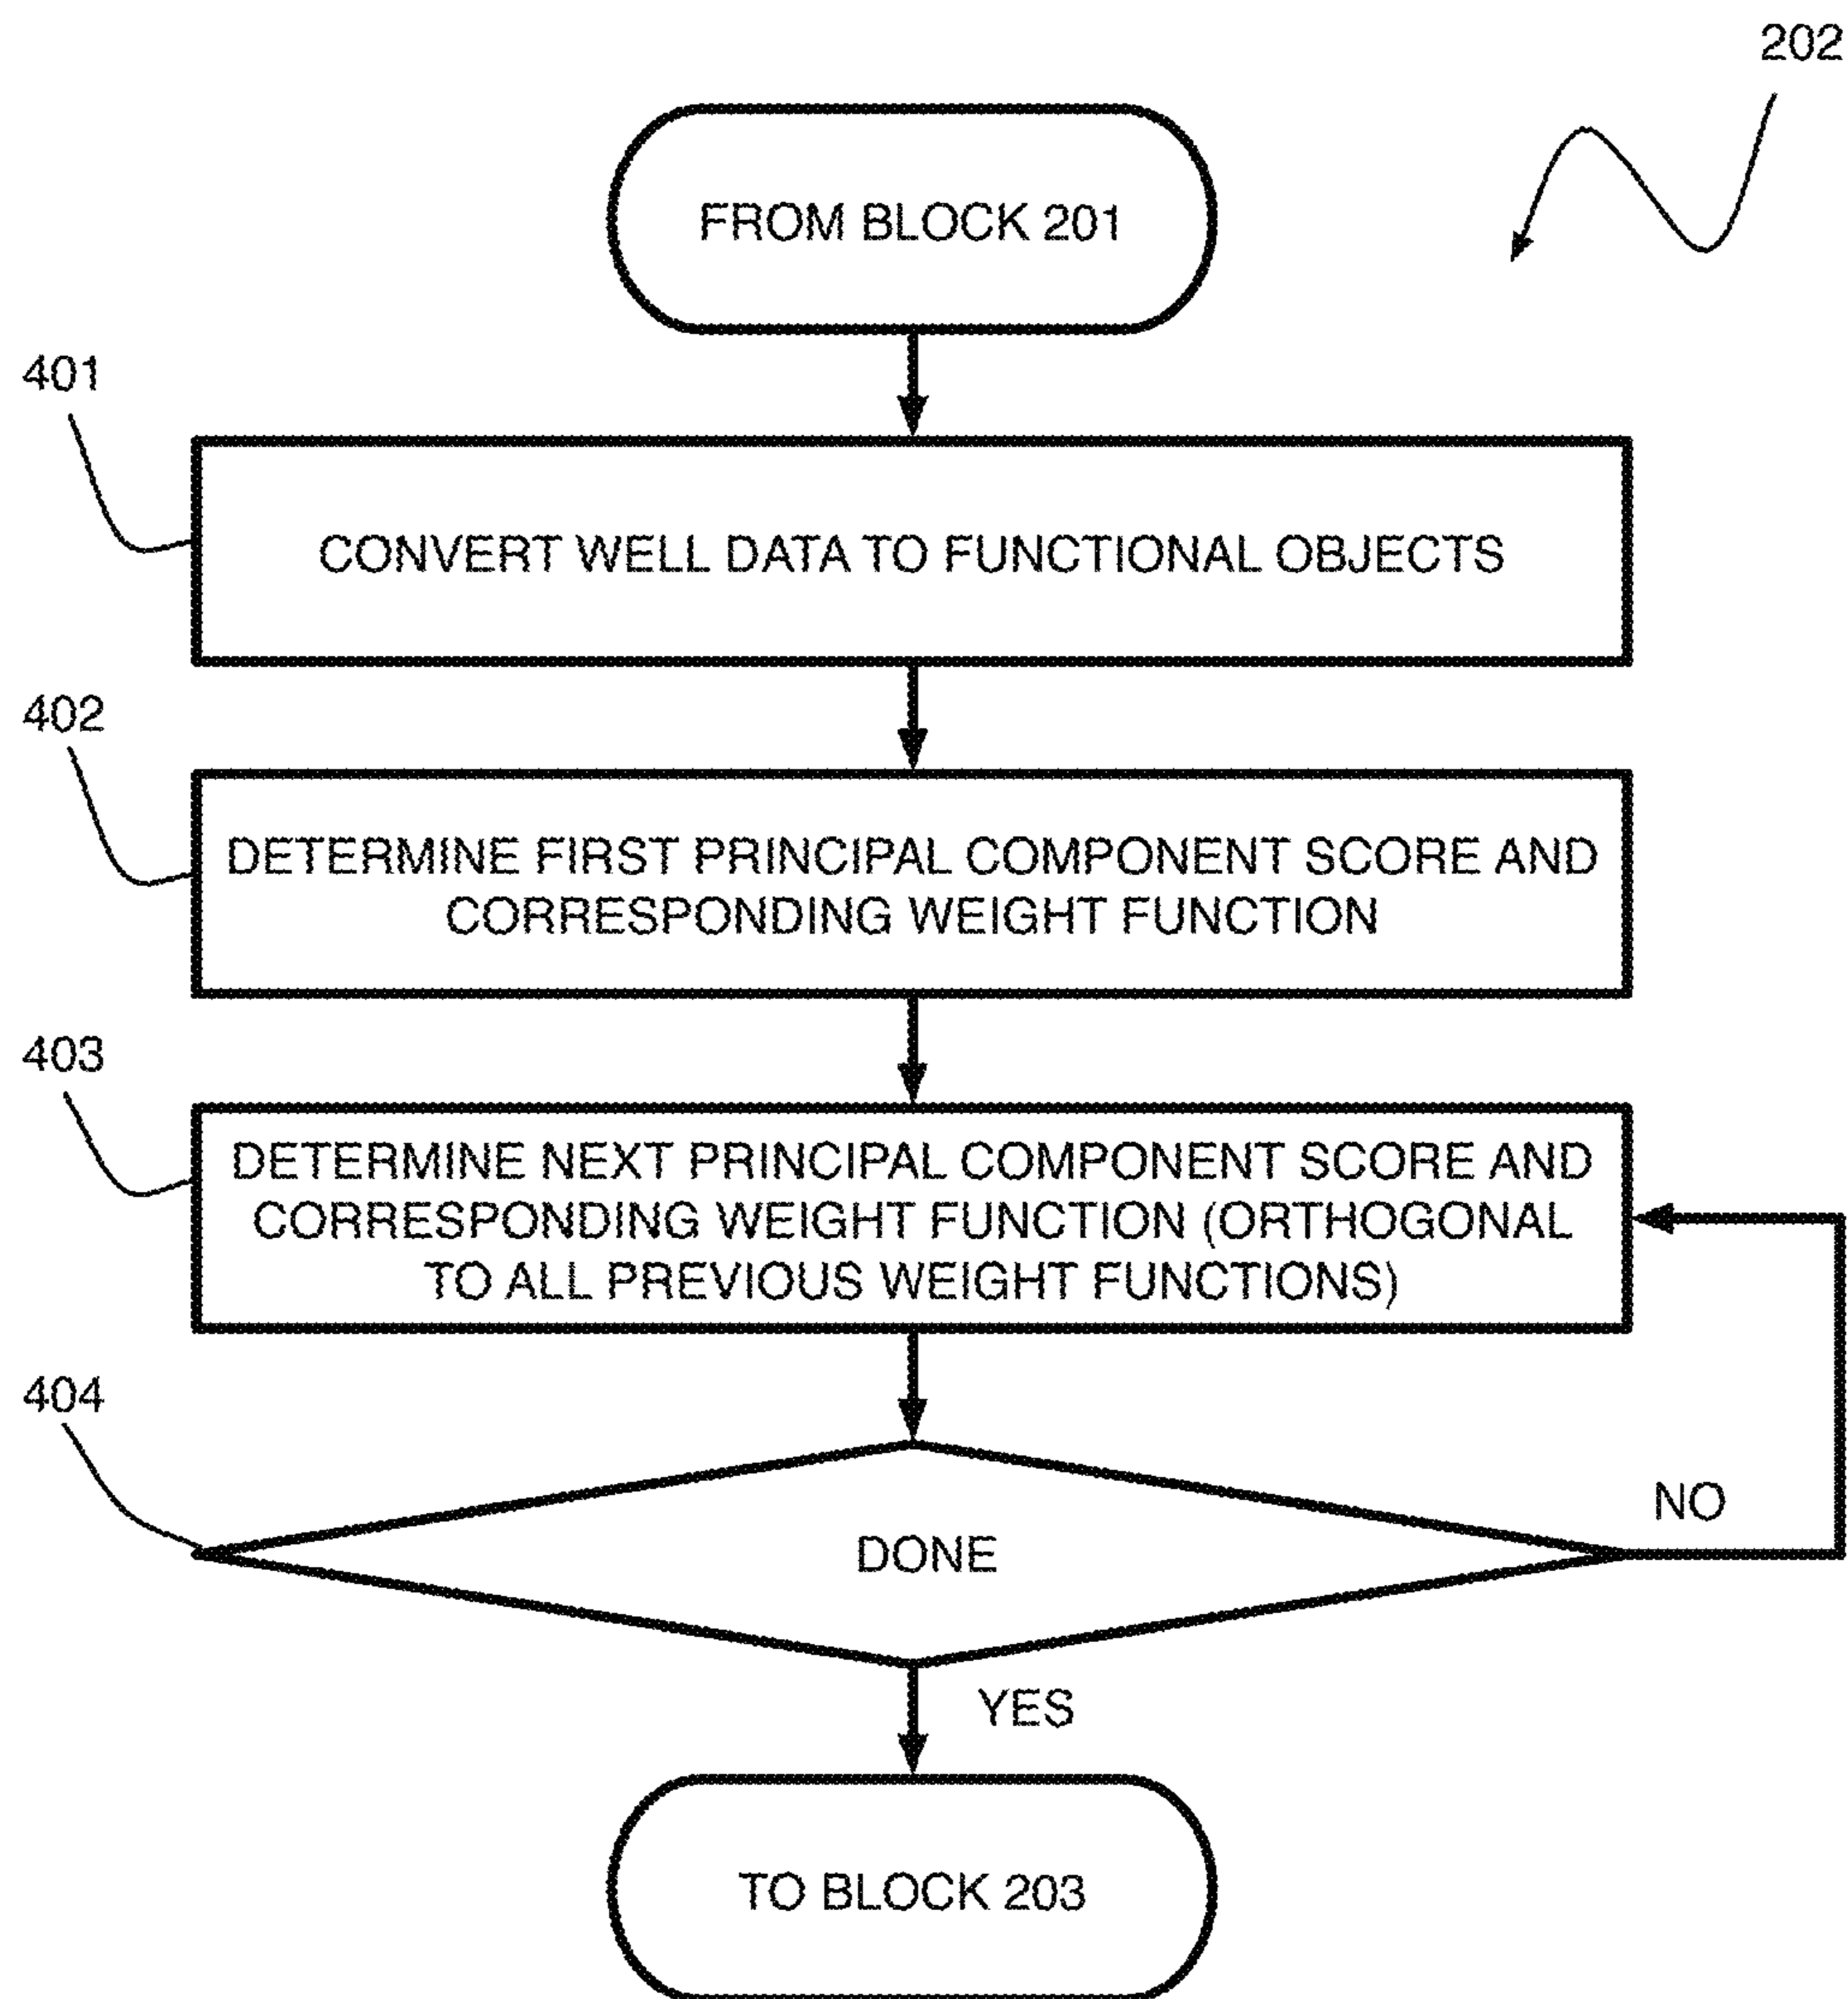 202
FROM BLOCK 201
401
CONVERT WELL DATA TO FUNCTIONAL OBJECTS
402
DETERMINE FIRST PRINCIPAL COMPONENT SCORE AND
CORRESPONDING WEIGHT FUNCTION
403
DETERMINE NEXT PRINCIPAL COMPONENT SCORE AND
CORRESPONDING WEIGHT FUNCTION (ORTHOGONAL
TO ALL PREVIOUS WEIGHT FUNCTIONS)
404
NO
DONE
YES
TO BLOCK 203